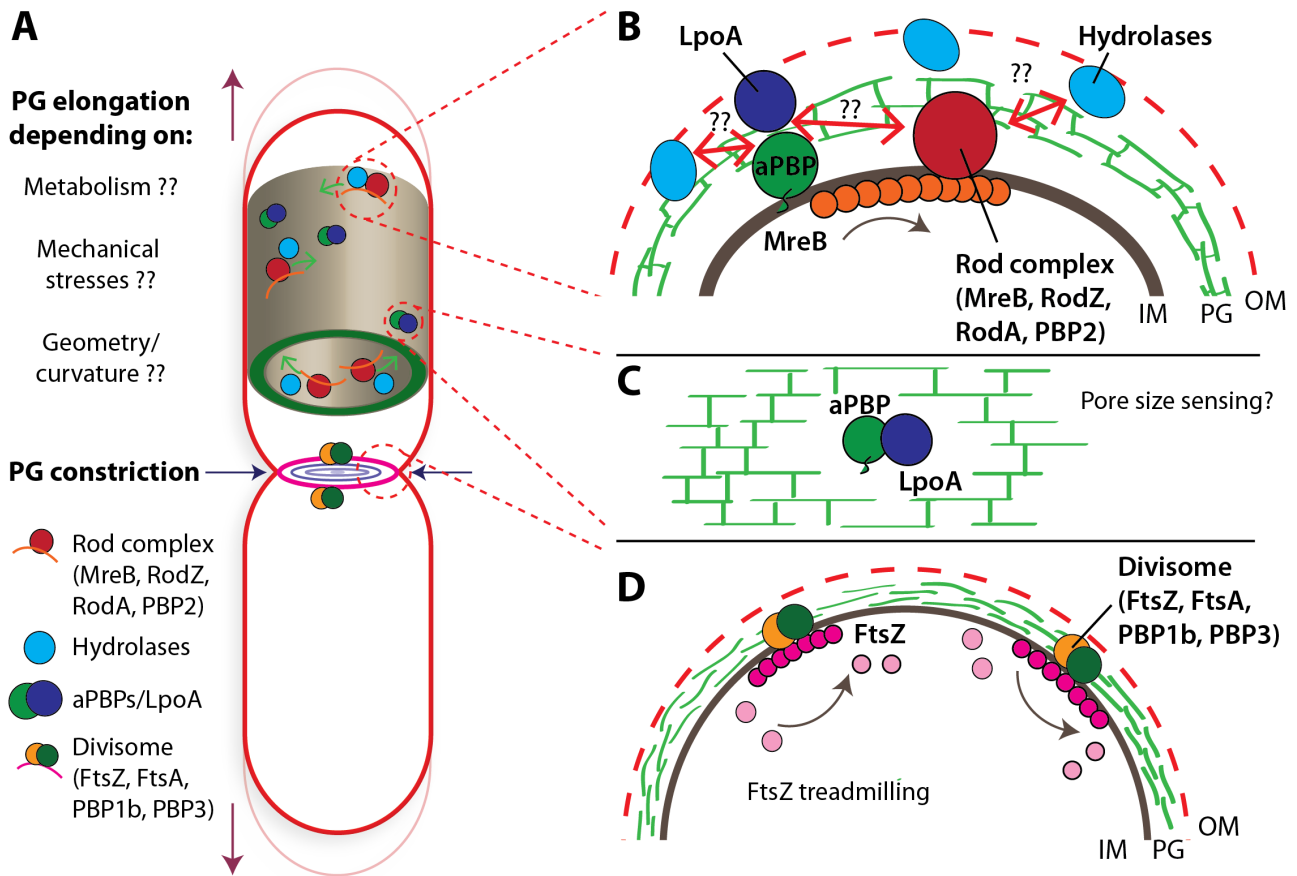 A
PG elongation
depending on:
Metabolism ??
Mechanical
stresses ??
Geometry/
curvature ??
PG constriction
Rod complex
(MreB, RodZ,
RodA, PBP2)
Hydrolases
aPBPs/LpoA
Divisome
(FtsZ, FtsA,
PBP1b, PBP3)
B
LpoA
Hydrolases
??
??
??
aPBP
MreB
Rod complex
(MreB, RodZ,
RodA, PBP2)
IM
PG
OM
C
aPBP
LpoA
Pore size sensing?
D
Divisome
(FtsZ, FtsA,
PBP1b, PBP3)
FtsZ
FtsZ treadmilling
IM
PG
OM